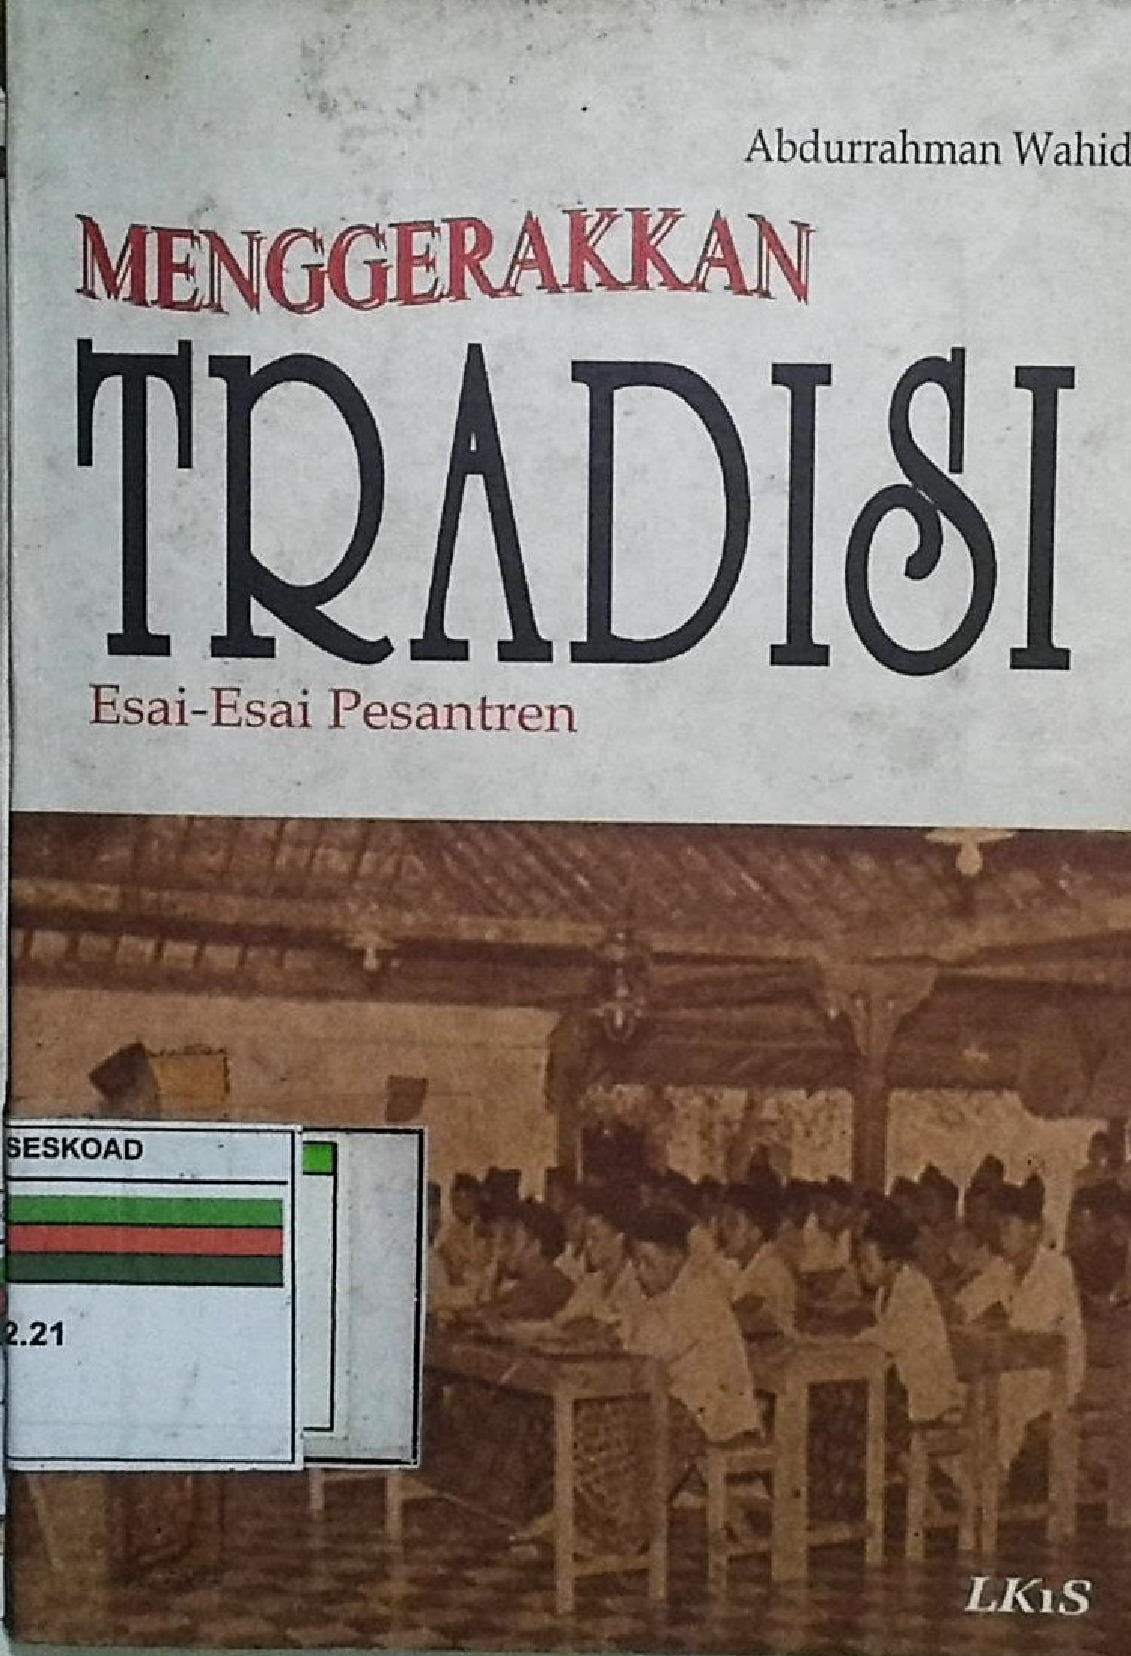 Abdurrahman Wahid
MENGGERAKKAN
TRADISI
Esai-Esai Pesantren
SESKOAD
2.21
LKiS